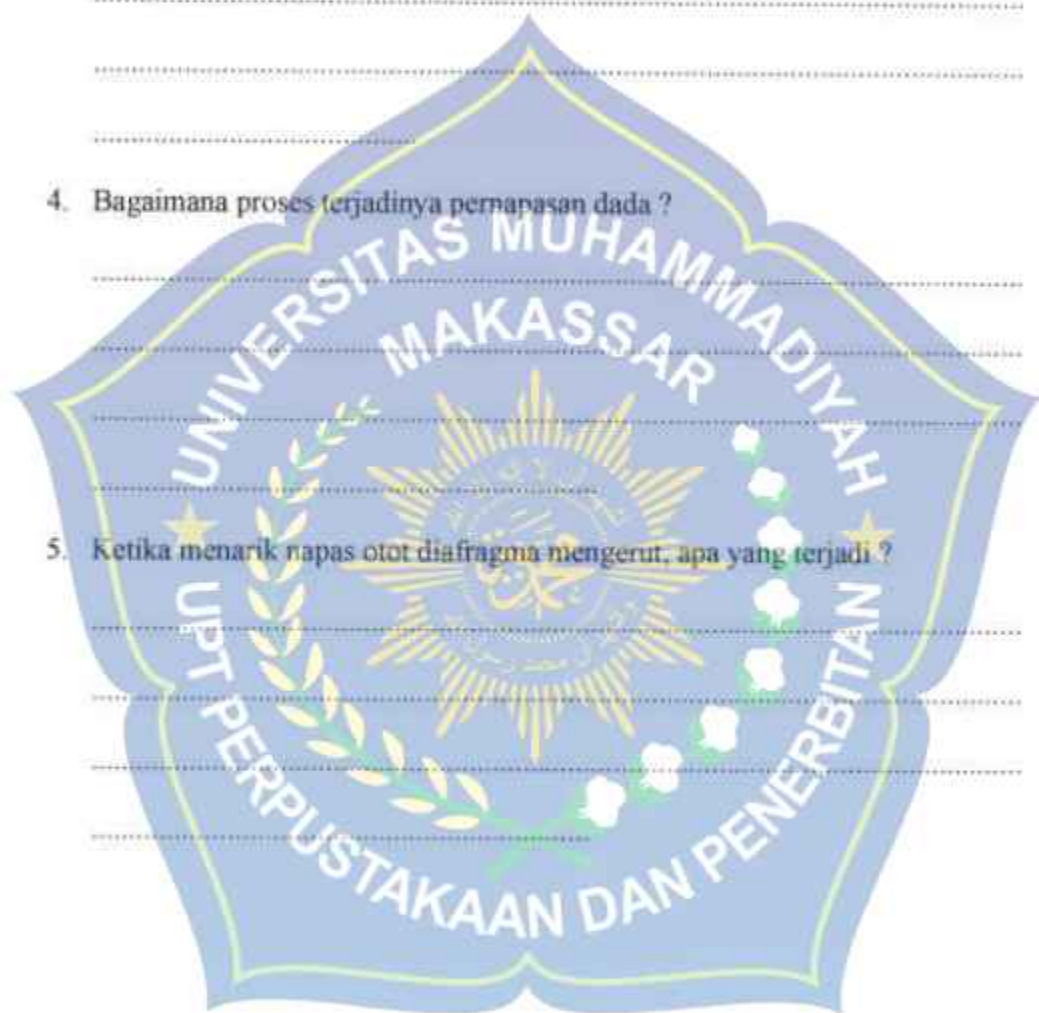 4. Bagaimana proses terjadinya pernapasan dada ?
UNIVERSITAS MUHAMMADIYAH
MAKASSAR
5. Ketika menarik napas otot diafragma mengerut, apa yang terjadi ?
UPT PERPUSTAKAAN DAN PENERBITAN